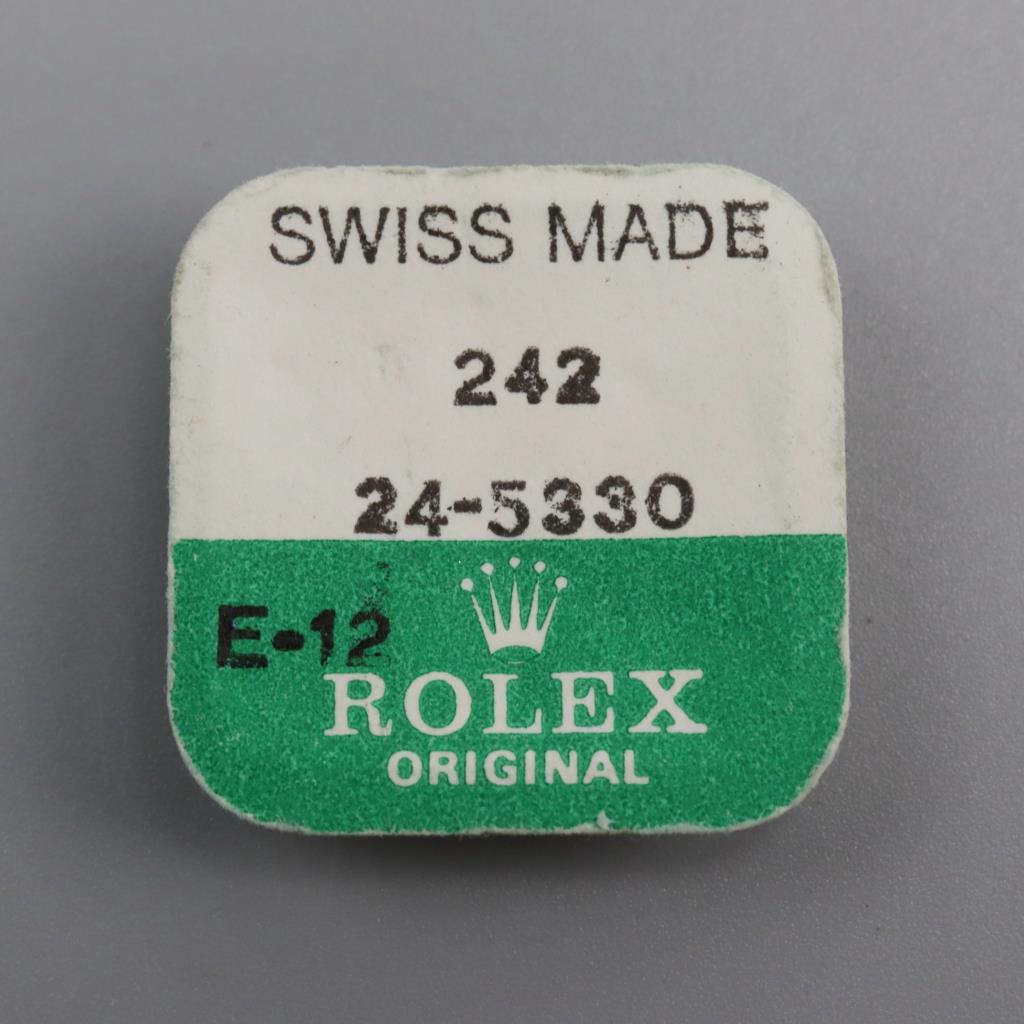 SWISS MADE
242
24-5330
E-12
ROLEX
ORIGINAL